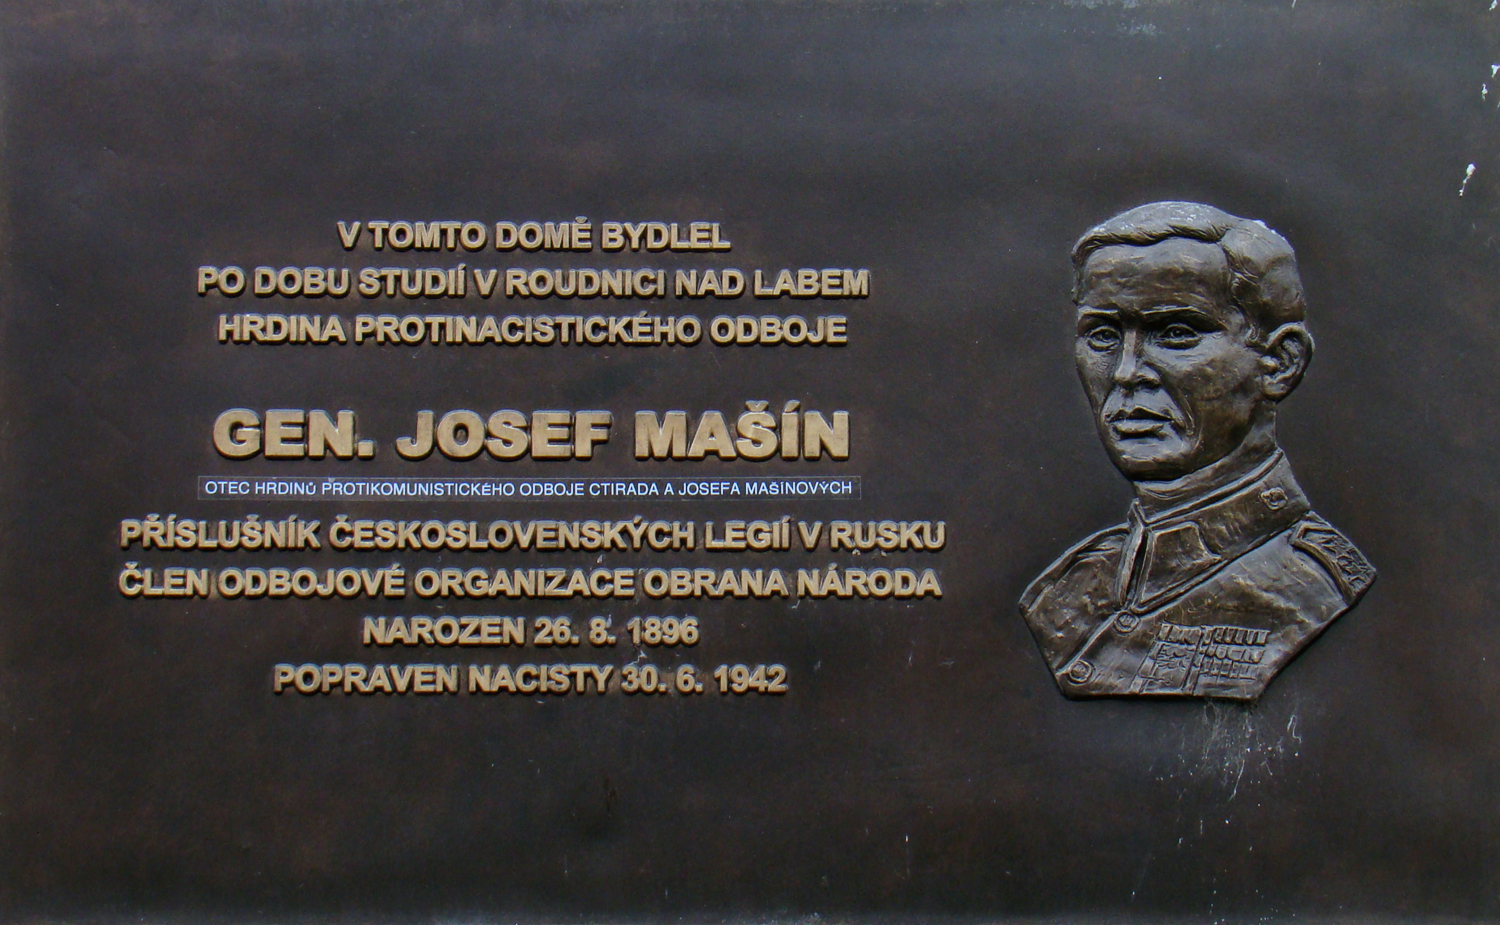 V TOMTO DOMĚ BYDLEL
PO DOBU STUDIÍ V ROUDNICI NAD LABEM
HRDINA PROTINACISTICKÉHO ODBOJE
GEN. JOSEF MAŠÍN
OTEC HRDINŮ PROTIKOMUNISTICKÉHO ODBOJE CTIRADA A JOSEFA MAŠÍNOVÝCH
PŘÍSLUŠNÍK ČESKOSLOVENSKÝCH LEGIÍ V RUSKU
ČLEN ODBOJOVÉ ORGANIZACE OBRANA NÁRODA
NAROZEN 26. 8. 1896
POPRAVEN NACISTY 30. 6. 1942